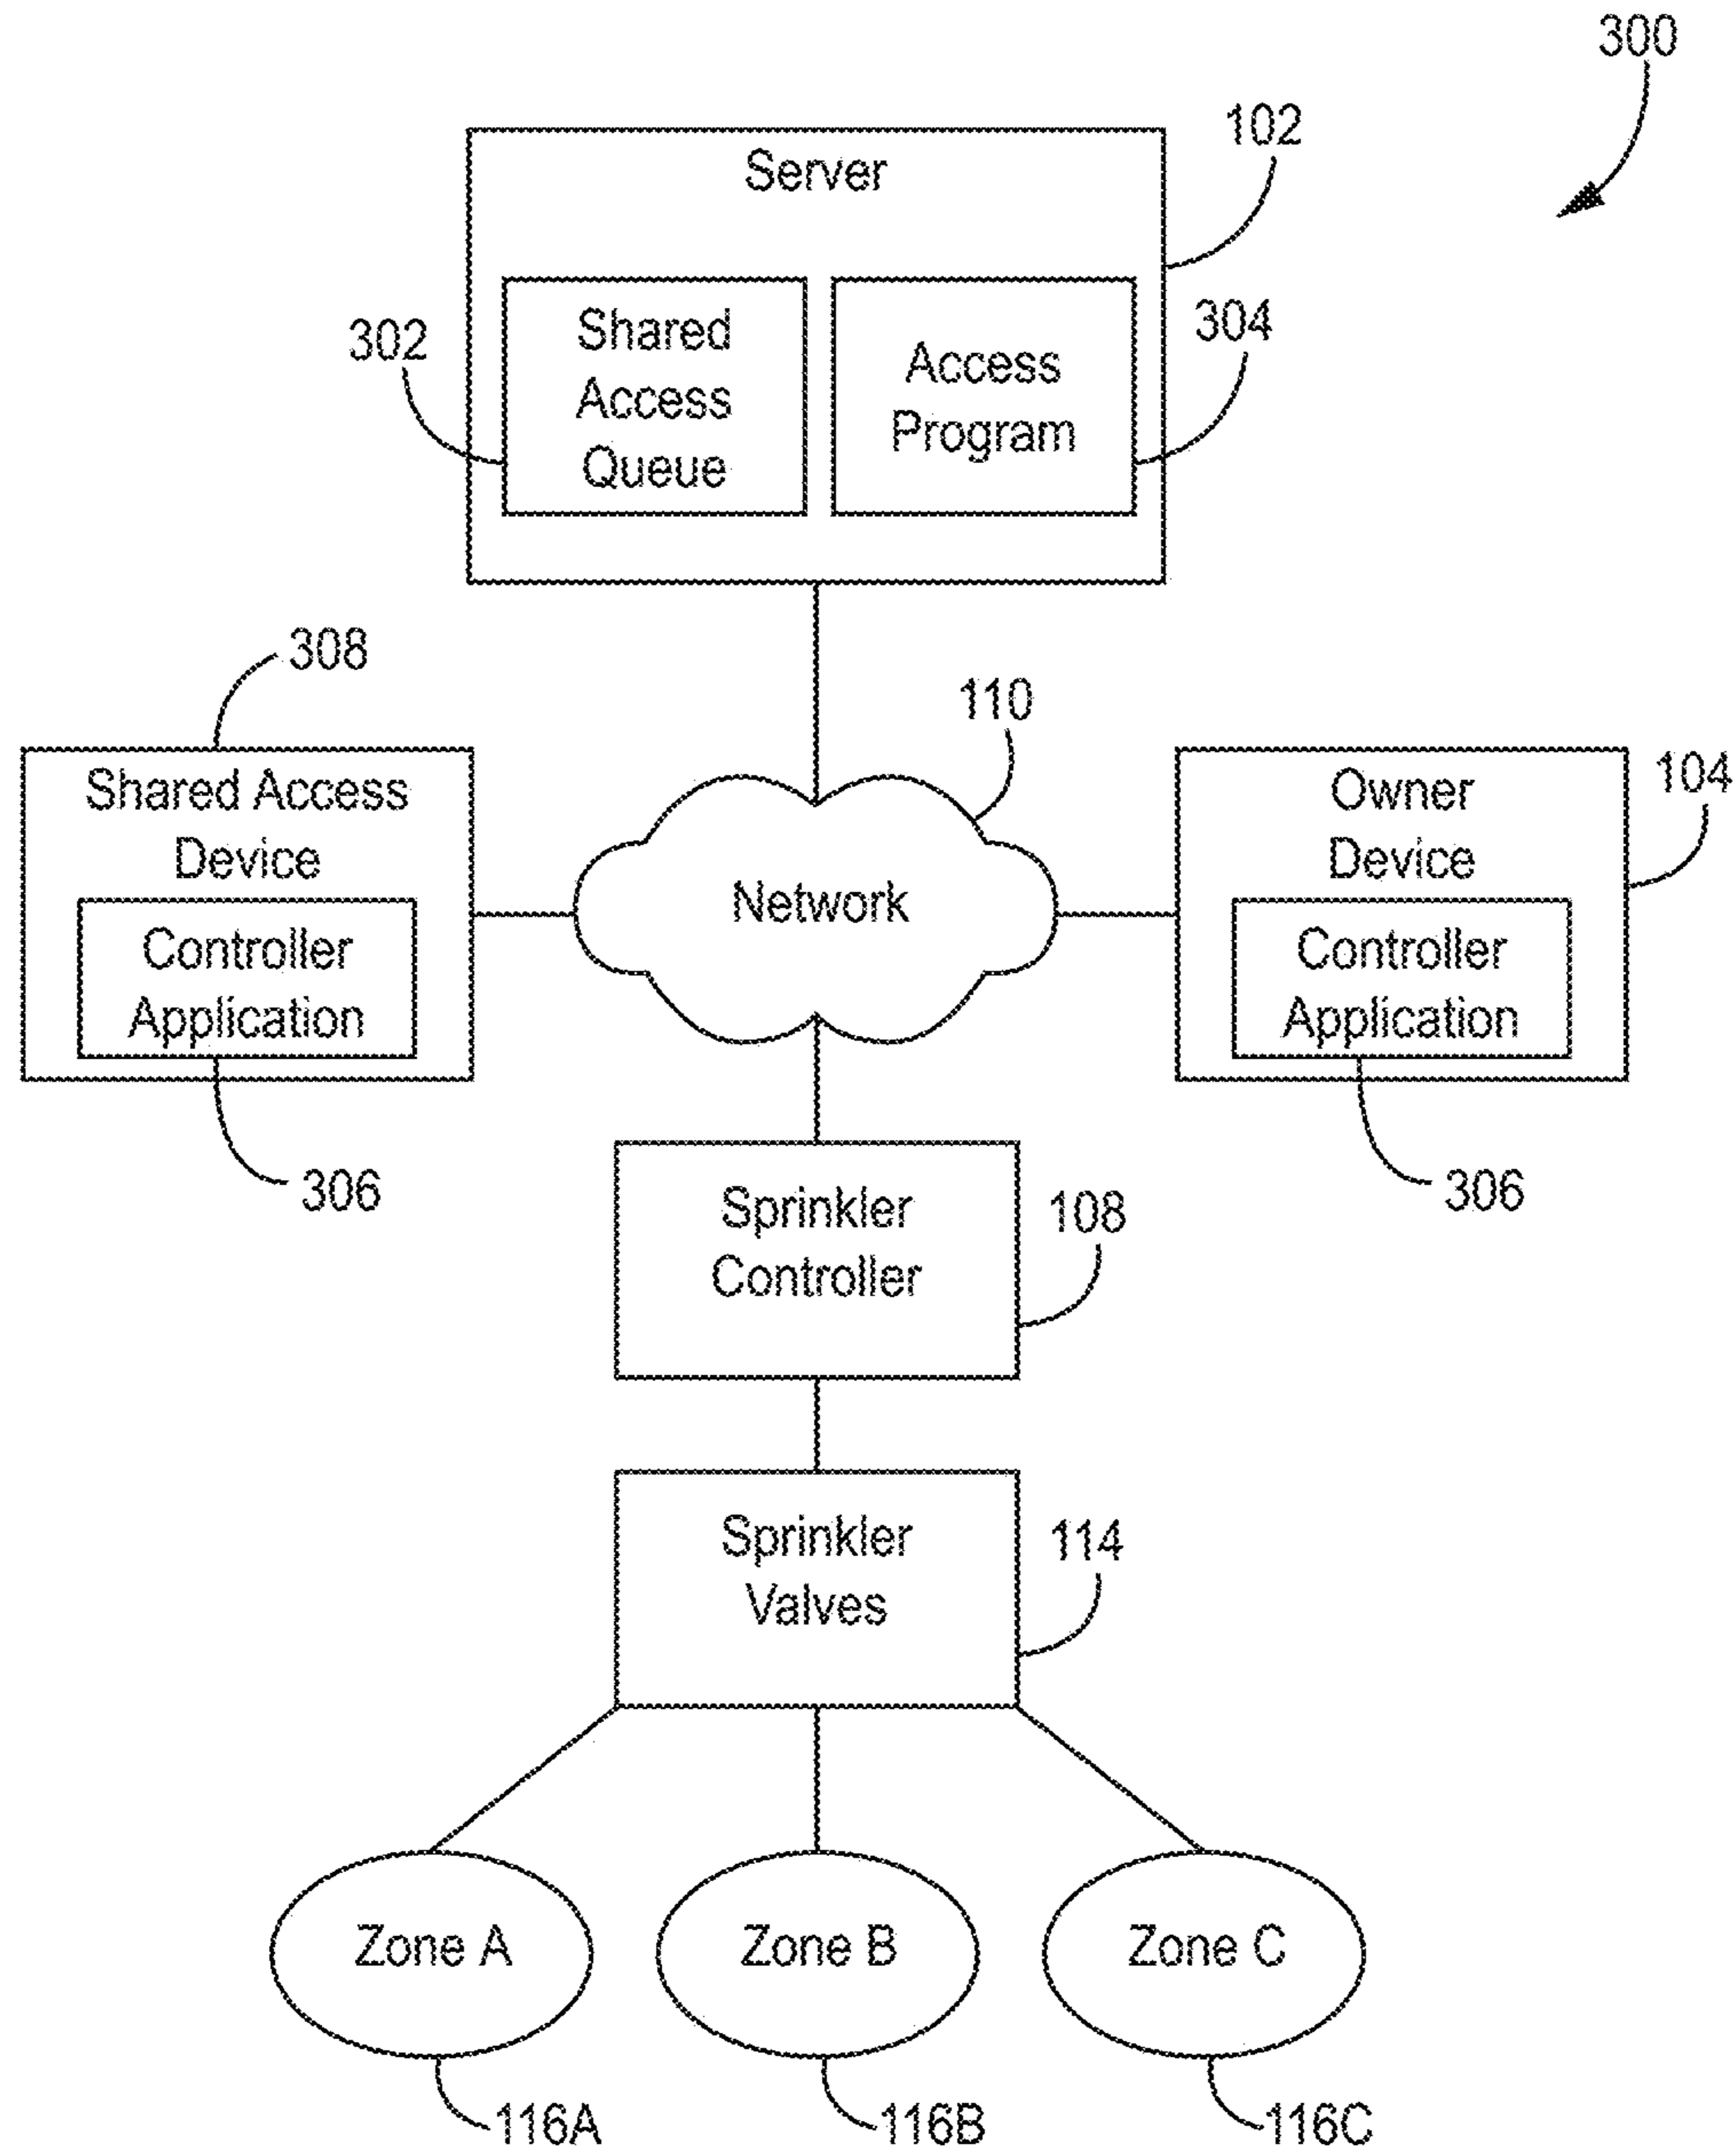 300
102
Server
302
Shared
Access
Queue
Access
Program
304
308
110
Shared Access
Device
Controller
Application
306
Network
Owner
Device
104
Controller
Application
306
Sprinkler
Controller
108
Sprinkler
Valves
114
Zone A
Zone B
Zone C
116A
116B
116C